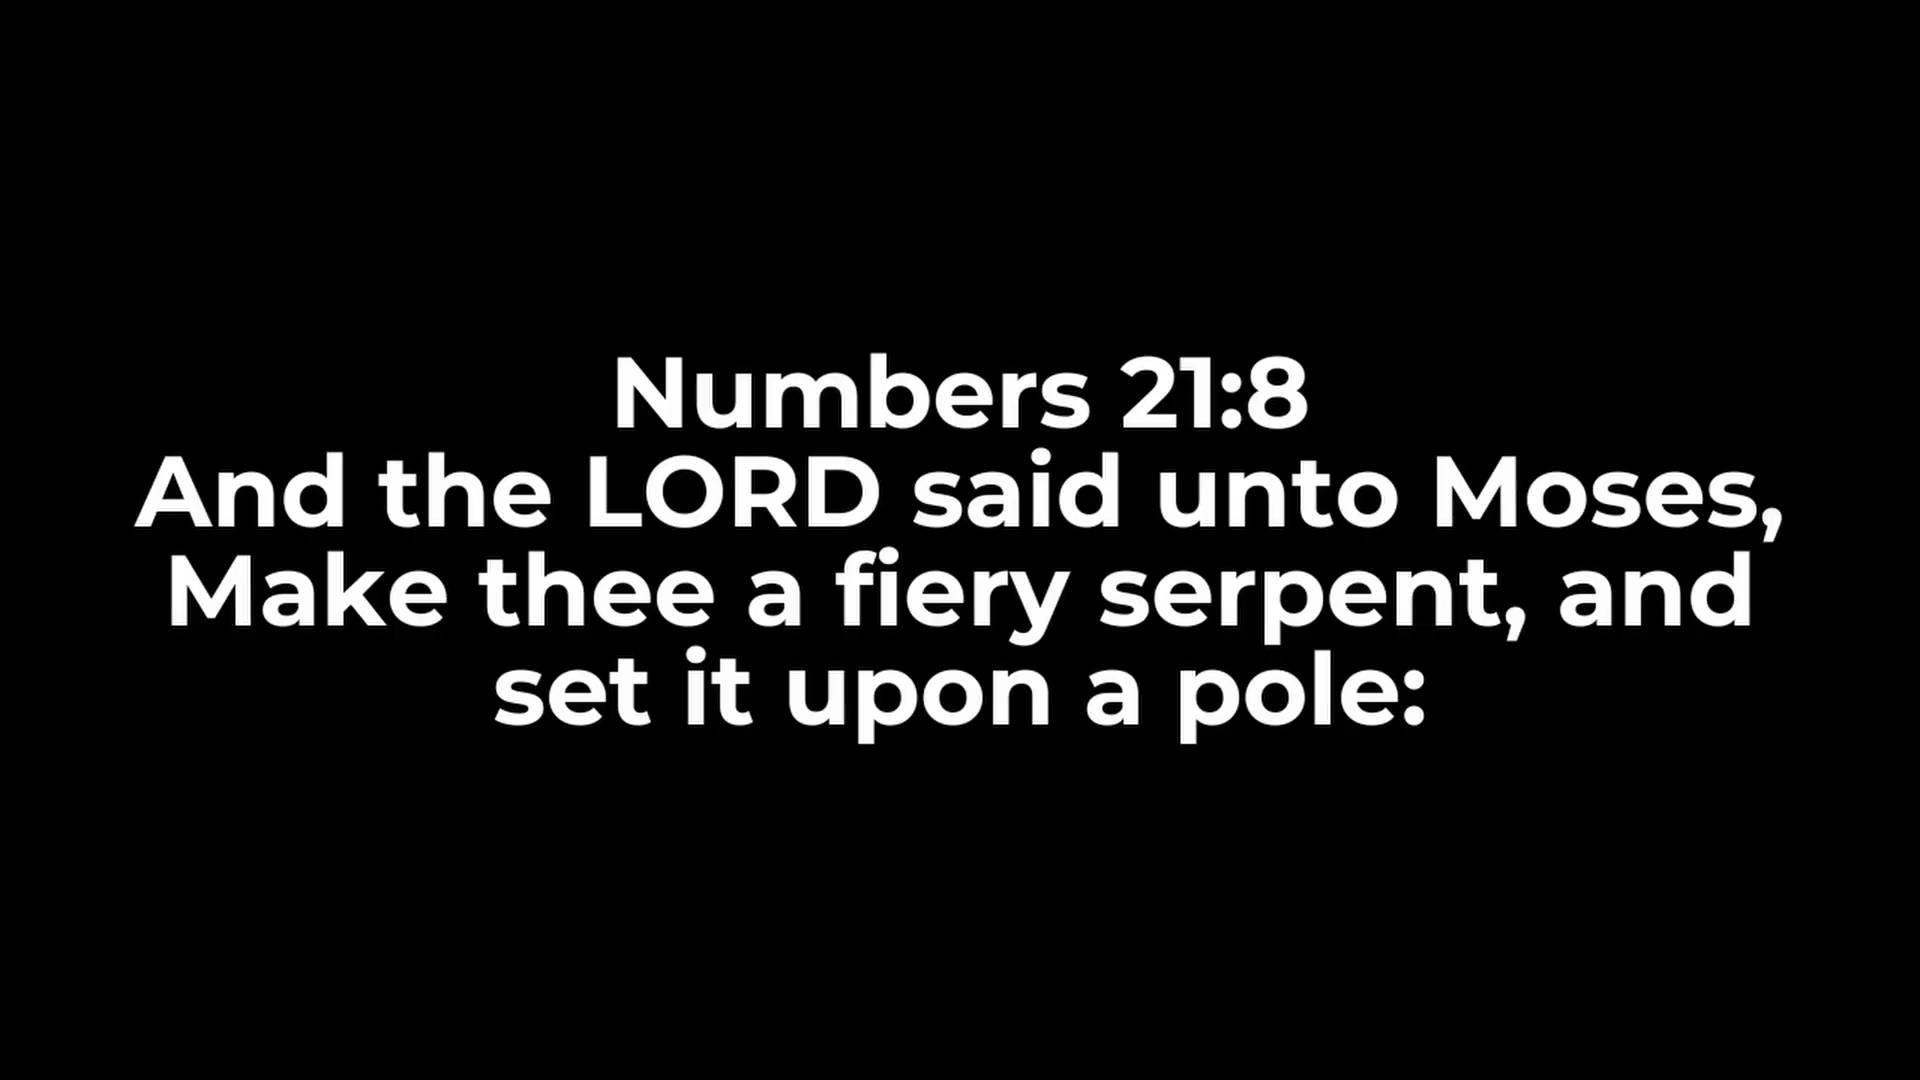 Numbers 21:8
And the LORD said unto Moses,
Make thee a fiery serpent, and
set it upon a pole: